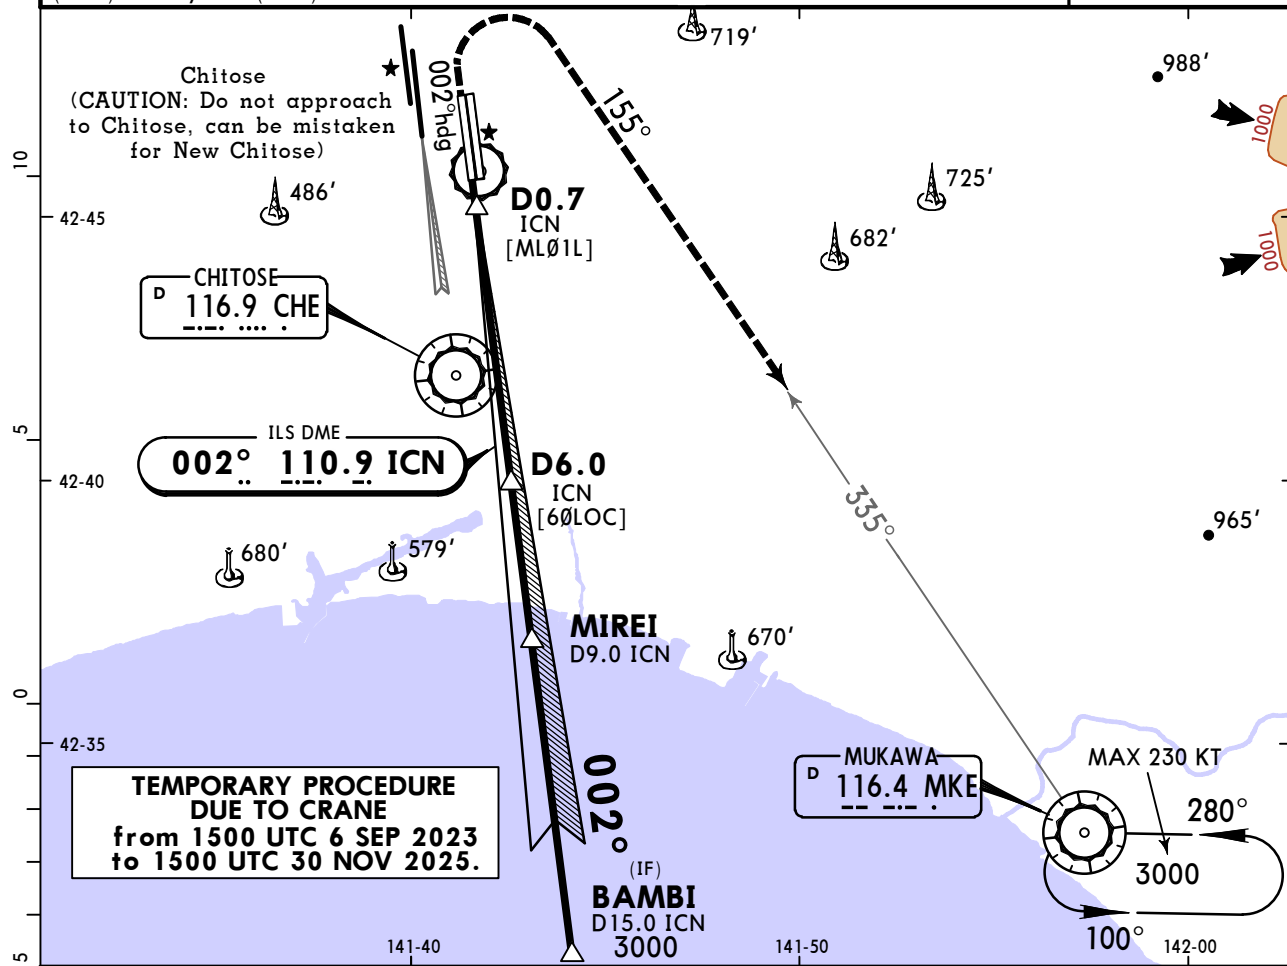 719'
988'
Chitose
(CAUTION: Do not approach
to Chitose, can be mistaken
for New Chitose)
002°hdg
155°
1000
10
486'
725'
D0.7
ICN
[MLØ1L]
42-45
682'
1000
CHITOSE
D 116.9 CHE
ILS DME
002° 110.9 ICN
5
D6.0
ICN
[6ØLOC]
42-40
335°
965'
680'
579'
MIREI
D9.0 ICN
670'
0
42-35
MUKAWA
D 116.4 MKE
MAX 230 KT
280°
3000
100°
TEMPORARY PROCEDURE
DUE TO CRANE
from 1500 UTC 6 SEP 2023
to 1500 UTC 30 NOV 2025.
002°
(IF)
BAMBI
D15.0 ICN
3000
5
141-40
141-50
142-00